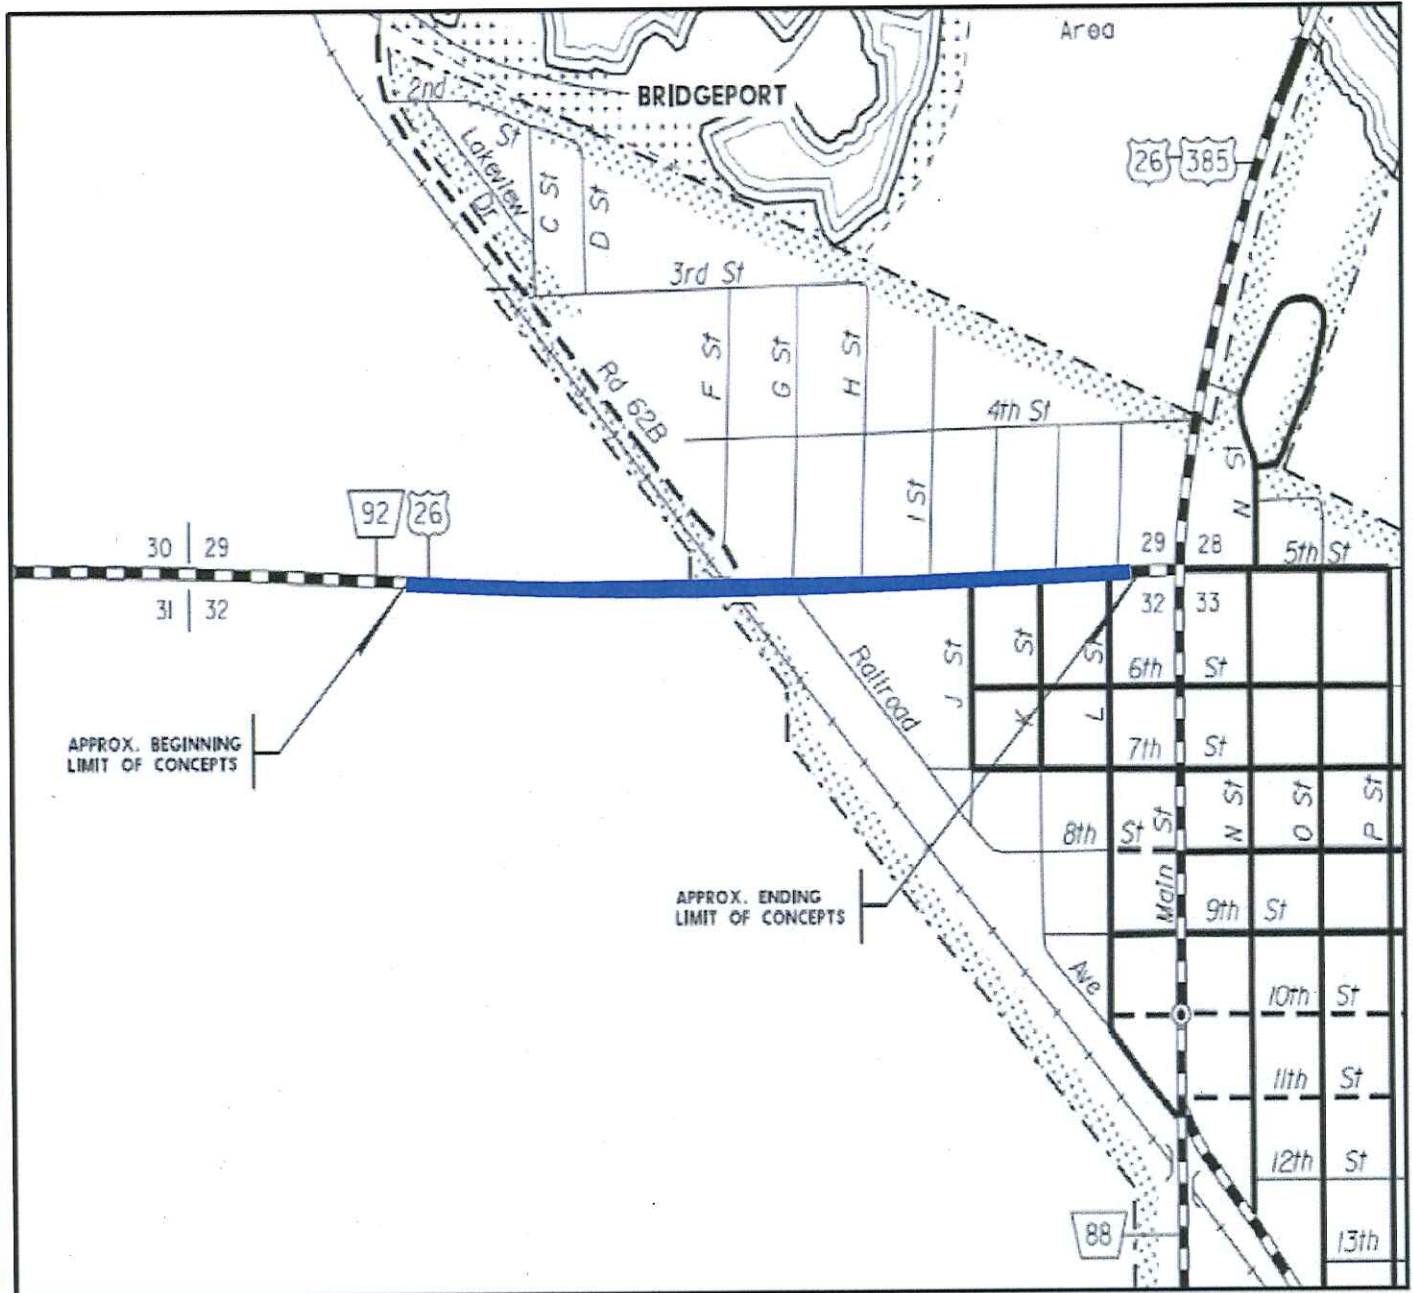 Area
BRIDGEPORT
2nd St
Lakeview Dr
C St
D St
26 385
3rd St
Rd 62B
F St
G St
H St
4th St
I St
N St
92 26
30 29
29 28
5th St
31 32
32 33
J St
K St
L St
6th St
Railroad
APPROX. BEGINNING
LIMIT OF CONCEPTS
7th St
N St
O St
P St
8th St
Main St
APPROX. ENDING
LIMIT OF CONCEPTS
9th St
Ave
10th St
11th St
12th St
88
13th